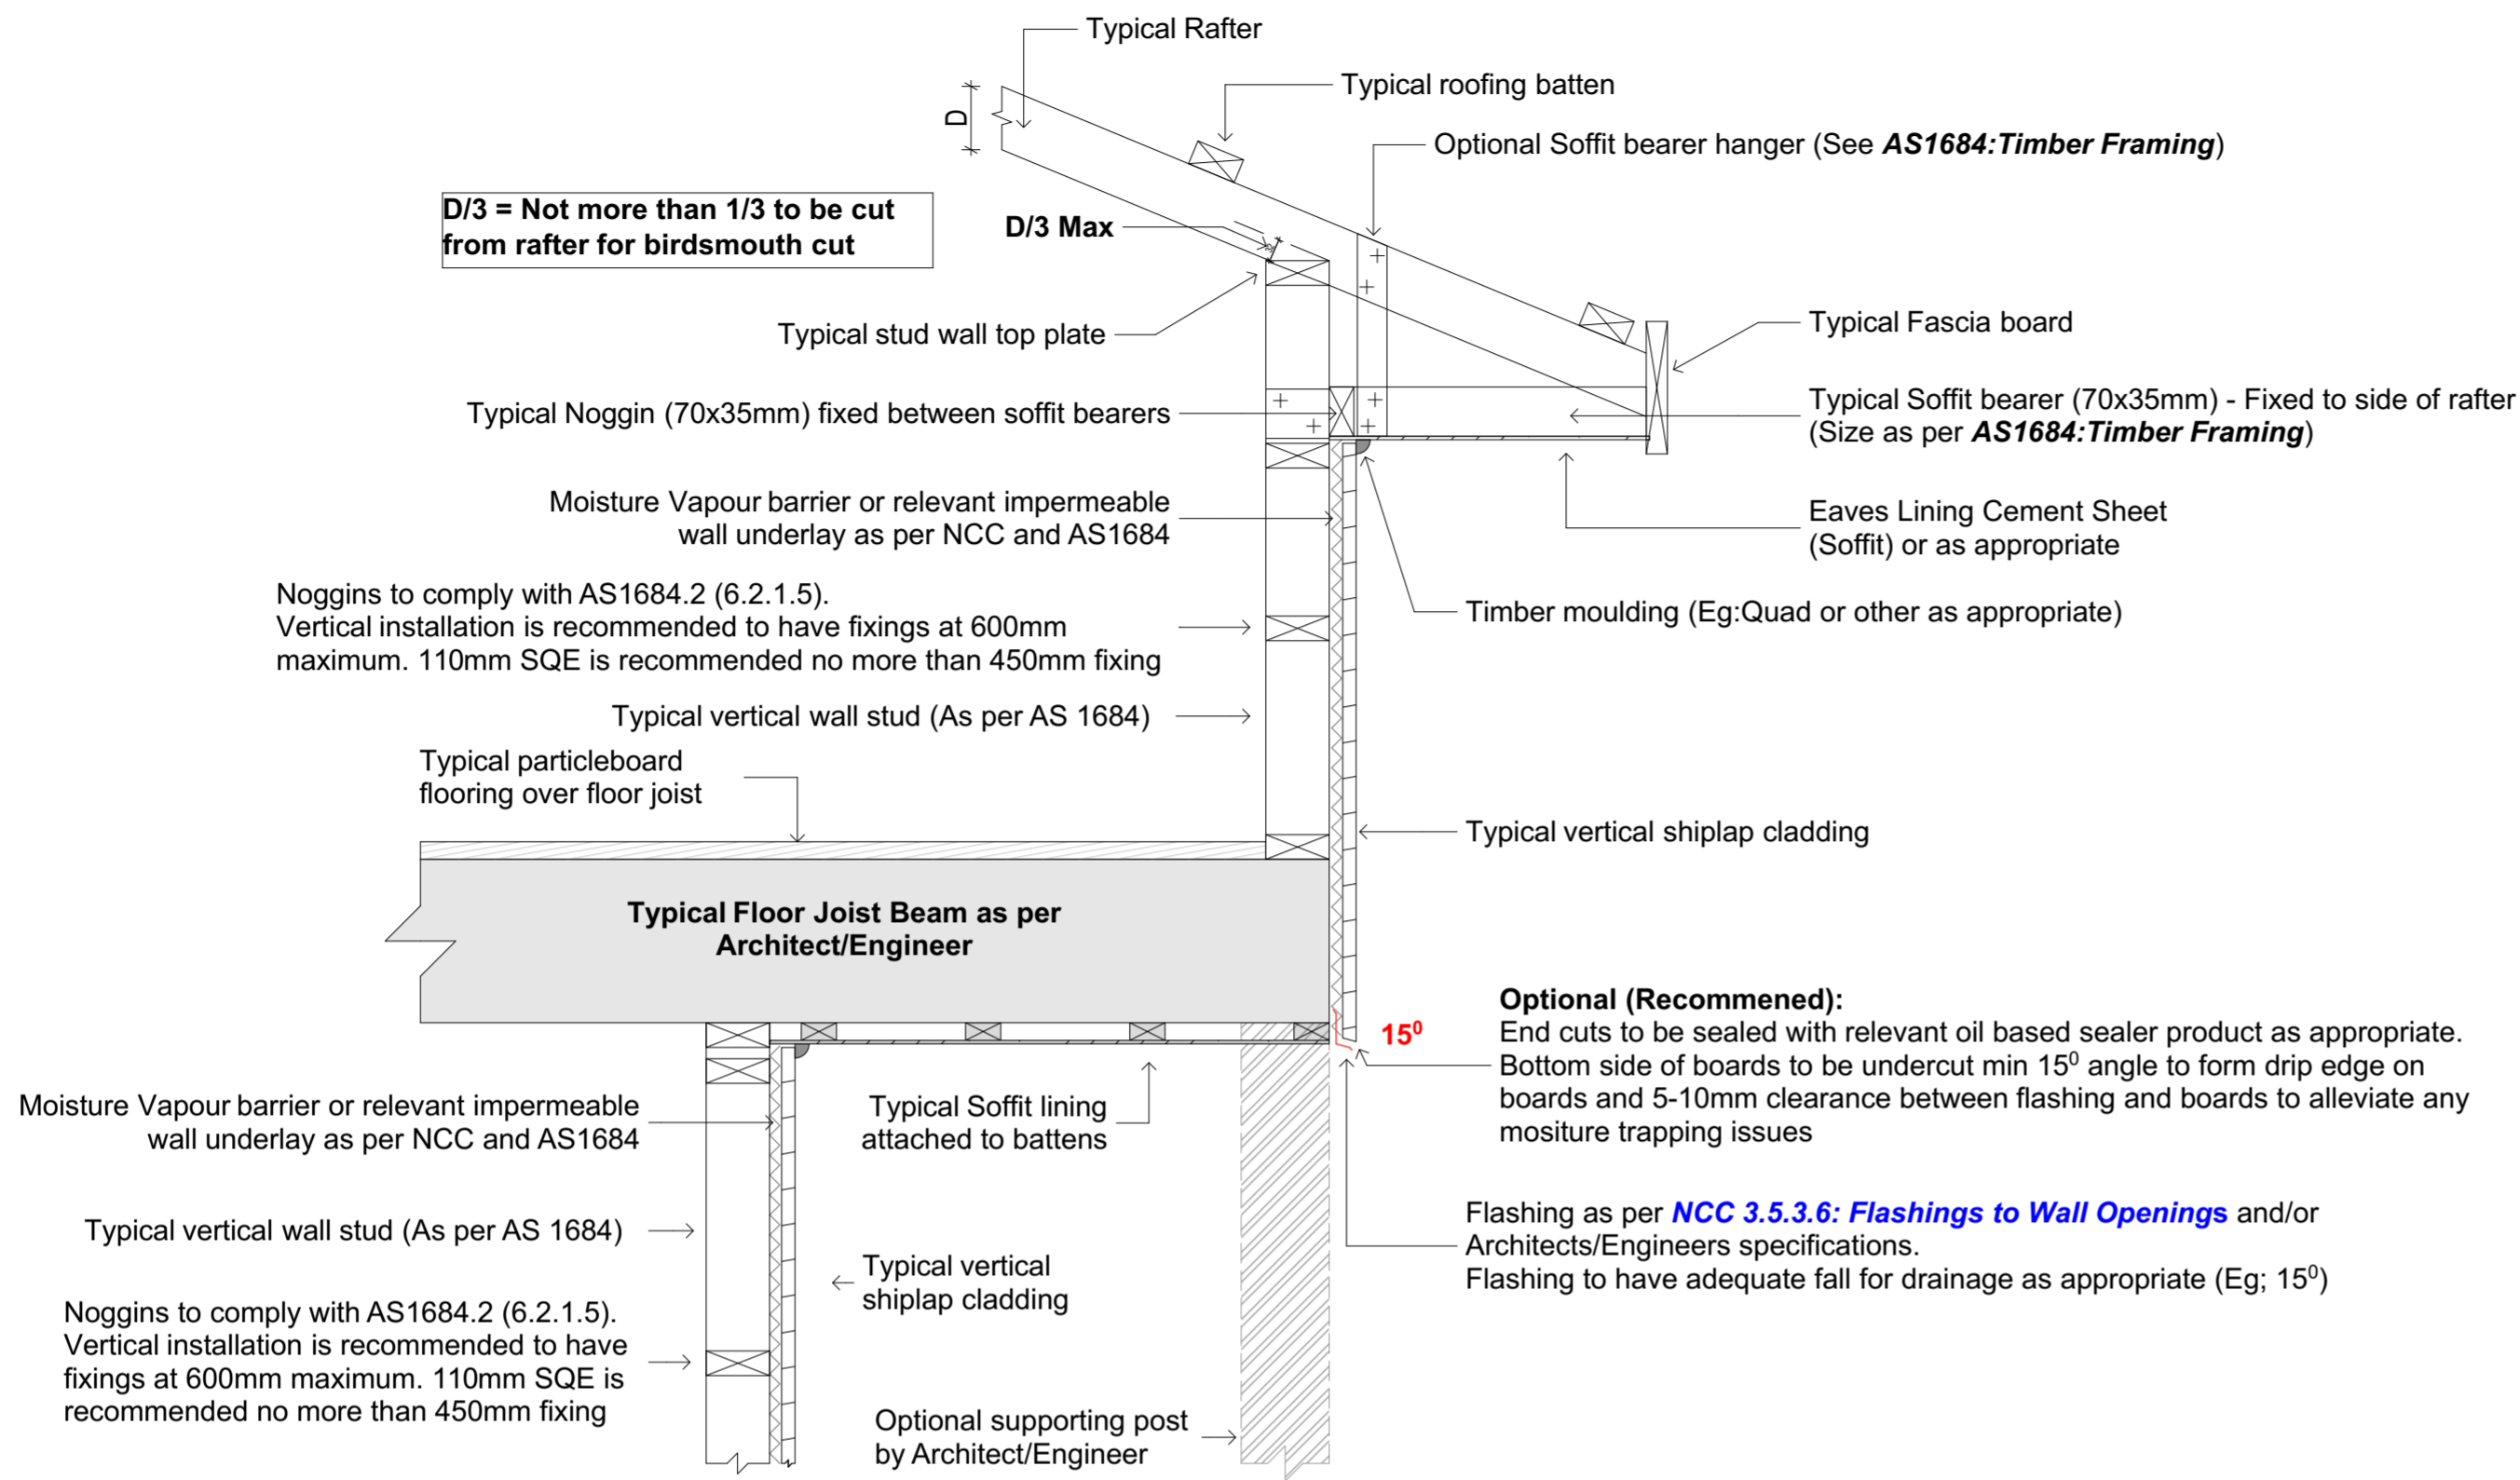 Typical Rafter
Typical roofing batten
D
Optional Soffit bearer hanger (See AS1684:Timber Framing)
D/3 = Not more than 1/3 to be cut
from rafter for birdsmouth cut
D/3 Max
Typical stud wall top plate
Typical Fascia board
Typical Noggin (70x35mm) fixed between soffit bearers
Typical Soffit bearer (70x35mm) - Fixed to side of rafter
(Size as per AS1684:Timber Framing)
Moisture Vapour barrier or relevant impermeable
wall underlay as per NCC and AS1684
Eaves Lining Cement Sheet
(Soffit) or as appropriate
Noggins to comply with AS1684.2 (6.2.1.5).
Vertical installation is recommended to have fixings at 600mm
maximum. 110mm SQE is recommended no more than 450mm fixing
Timber moulding (Eg:Quad or other as appropriate)
Typical vertical wall stud (As per AS 1684)
Typical particleboard
flooring over floor joist
Typical vertical shiplap cladding
Typical Floor Joist Beam as per
Architect/Engineer
15⁰
Optional (Recommened):
End cuts to be sealed with relevant oil based sealer product as appropriate.
Bottom side of boards to be undercut min 15⁰ angle to form drip edge on
boards and 5-10mm clearance between flashing and boards to alleviate any
mositure trapping issues
Moisture Vapour barrier or relevant impermeable
wall underlay as per NCC and AS1684
Typical Soffit lining
attached to battens
Flashing as per NCC 3.5.3.6: Flashings to Wall Openings and/or
Architects/Engineers specifications.
Flashing to have adequate fall for drainage as appropriate (Eg; 15⁰)
Typical vertical wall stud (As per AS 1684)
Typical vertical
shiplap cladding
Noggins to comply with AS1684.2 (6.2.1.5).
Vertical installation is recommended to have
fixings at 600mm maximum. 110mm SQE is
recommended no more than 450mm fixing
Optional supporting post
by Architect/Engineer